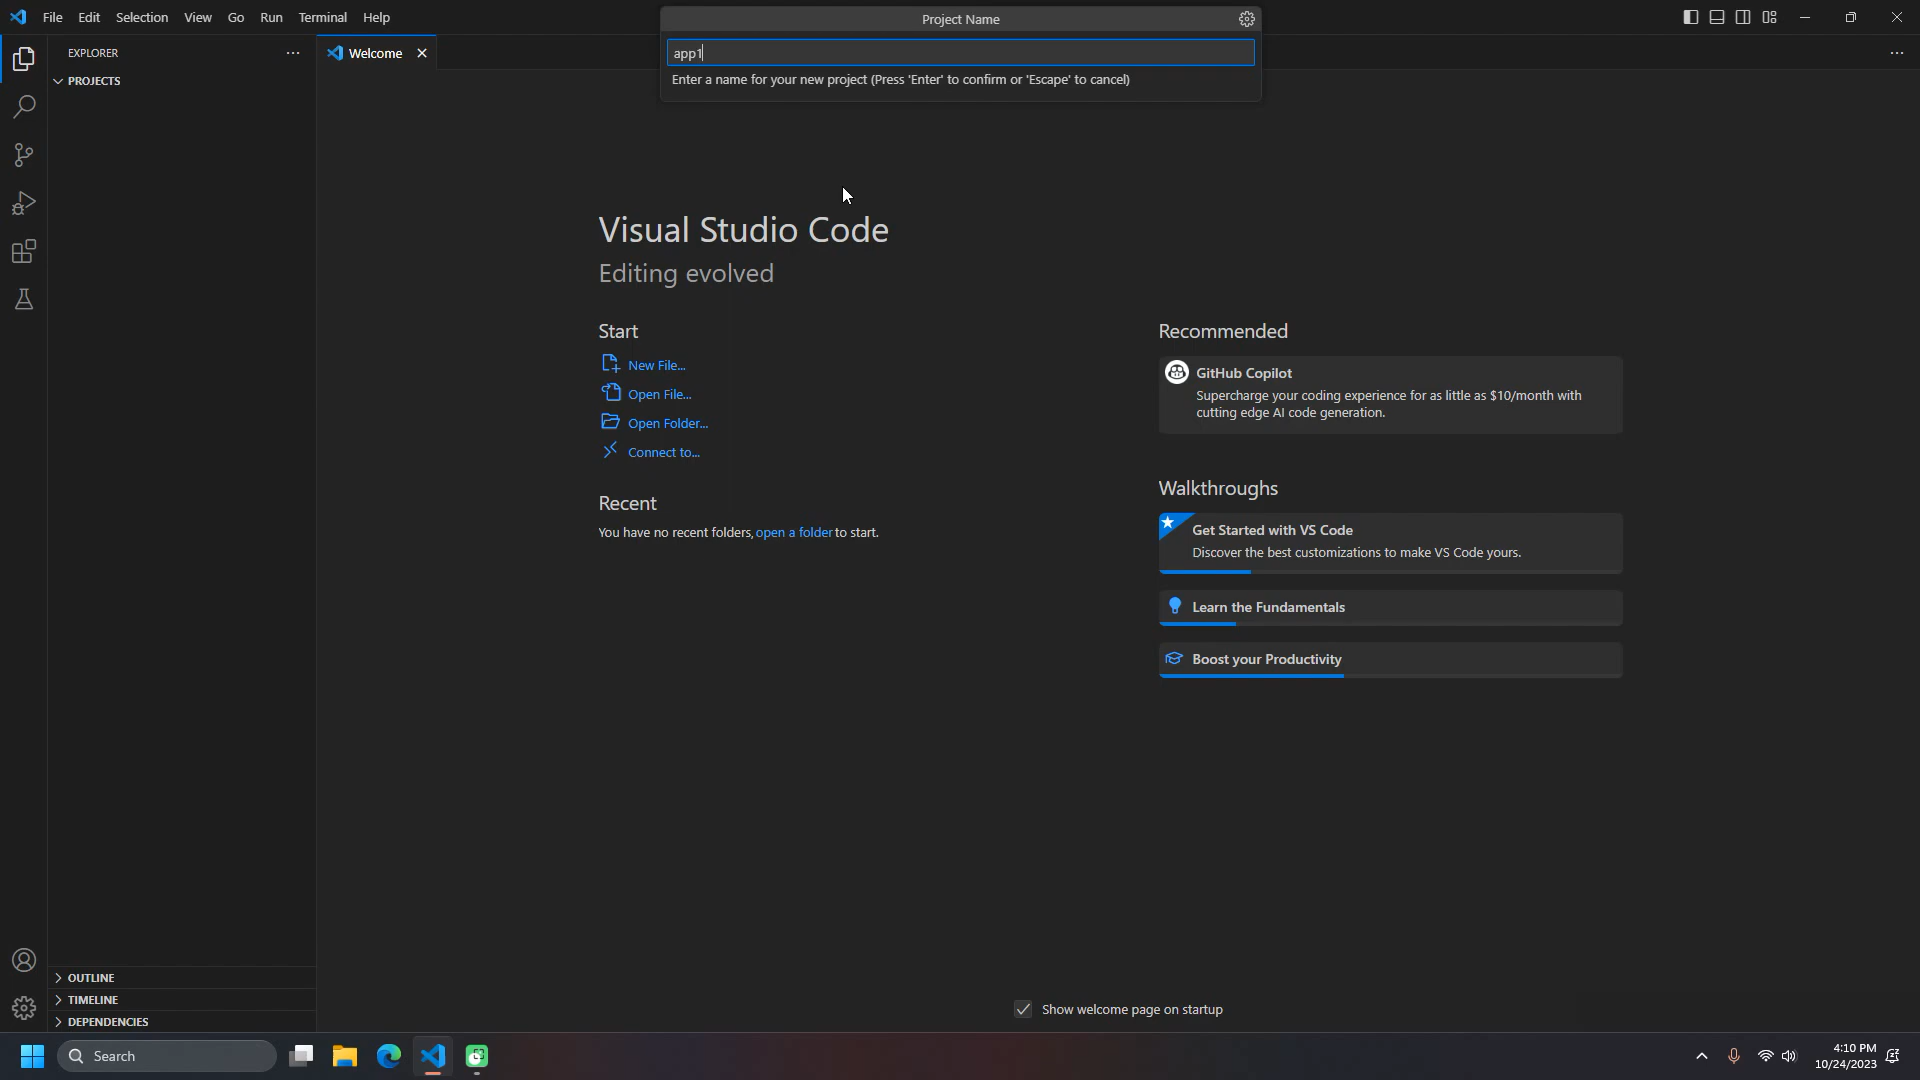 File Edit Selection View Go Run Terminal Help
Project Name
app1
Enter a name for your new project (Press 'Enter' to confirm or 'Escape' to cancel)
EXPLORER
Welcome
PROJECTS
Visual Studio Code
Editing evolved
Start
New File...
Open File...
Open Folder...
Connect to...
Recent
You have no recent folders, open a folder to start.
Recommended
GitHub Copilot
Supercharge your coding experience for as little as $10/month with
cutting edge AI code generation.
Walkthroughs
Get Started with VS Code
Discover the best customizations to make VS Code yours.
Learn the Fundamentals
Boost your Productivity
OUTLINE
TIMELINE
DEPENDENCIES
Show welcome page on startup
Search
4:10 PM
10/24/2023